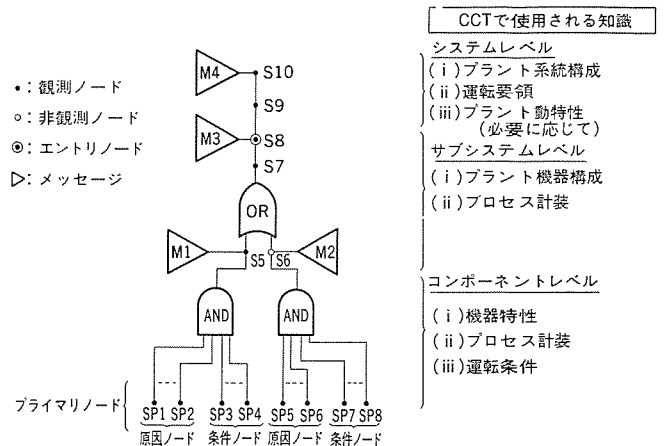 CCTで使用される知識
•：観測ノード
○：非観測ノード
◉：エントリノード
▷：メッセージ
M4
S10
S9
M3
S8
S7
OR
M1
S5
S6
M2
AND
AND
プライマリノード
SP1 SP2 SP3 SP4 SP5 SP6 SP7 SP8
原因ノード 条件ノード 原因ノード 条件ノード
システムレベル
(i)プラント系統構成
(ii)運転要領
(iii)プラント動特性
(必要に応じて)
サブシステムレベル
(i)プラント機器構成
(ii)プロセス計装
コンポーネントレベル
(i)機器特性
(ii)プロセス計装
(iii)運転条件